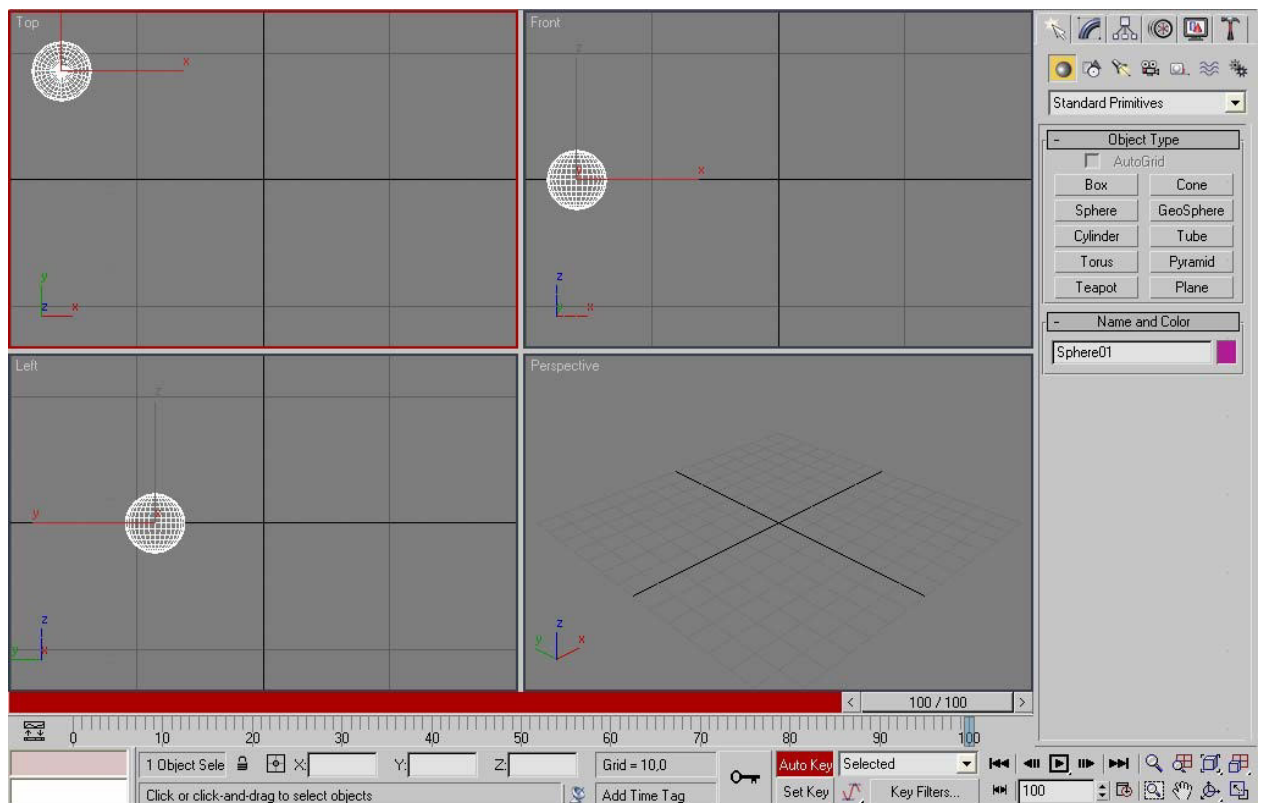 Top
x
y
z x
Front
z
x
z
y x
Left
z
y x
z
y x
Perspective
z
y x
Standard Primitives
- Object Type
AutoGrid
Box Cone
Sphere GeoSphere
Cylinder Tube
Torus Pyramid
Teapot Plane
- Name and Color
Sphere01
< 100 / 100 >
0 10 20 30 40 50 60 70 80 90 100
1 Object Sele X: Y: Z: Grid = 10,0 Auto Key Selected
Click or click-and-drag to select objects Add Time Tag Set Key Key Filters... 100